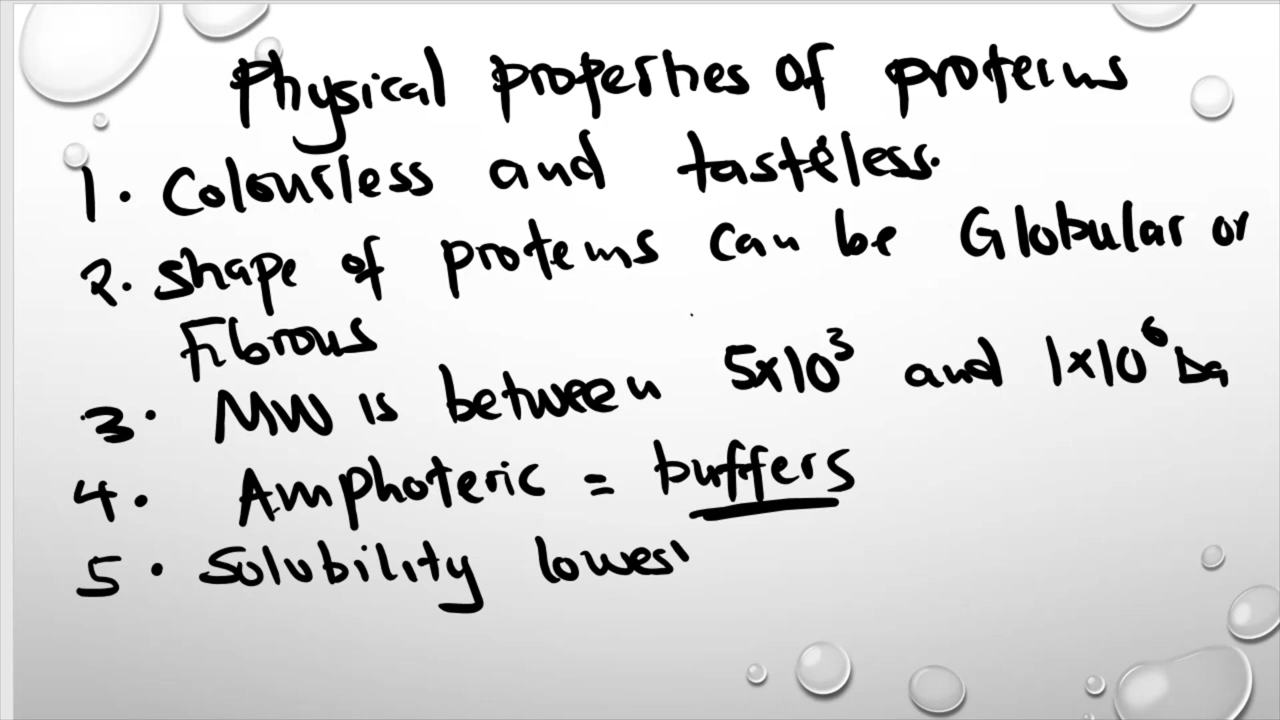 Physical properties of proteins
1. Colourless and tasteless.
2. shape of proteins can be Globular or
Fibrous
3. MW is between 5x10³ and 1x10⁶ Da
4. Amphoteric = buffers
5. Solubility lowes